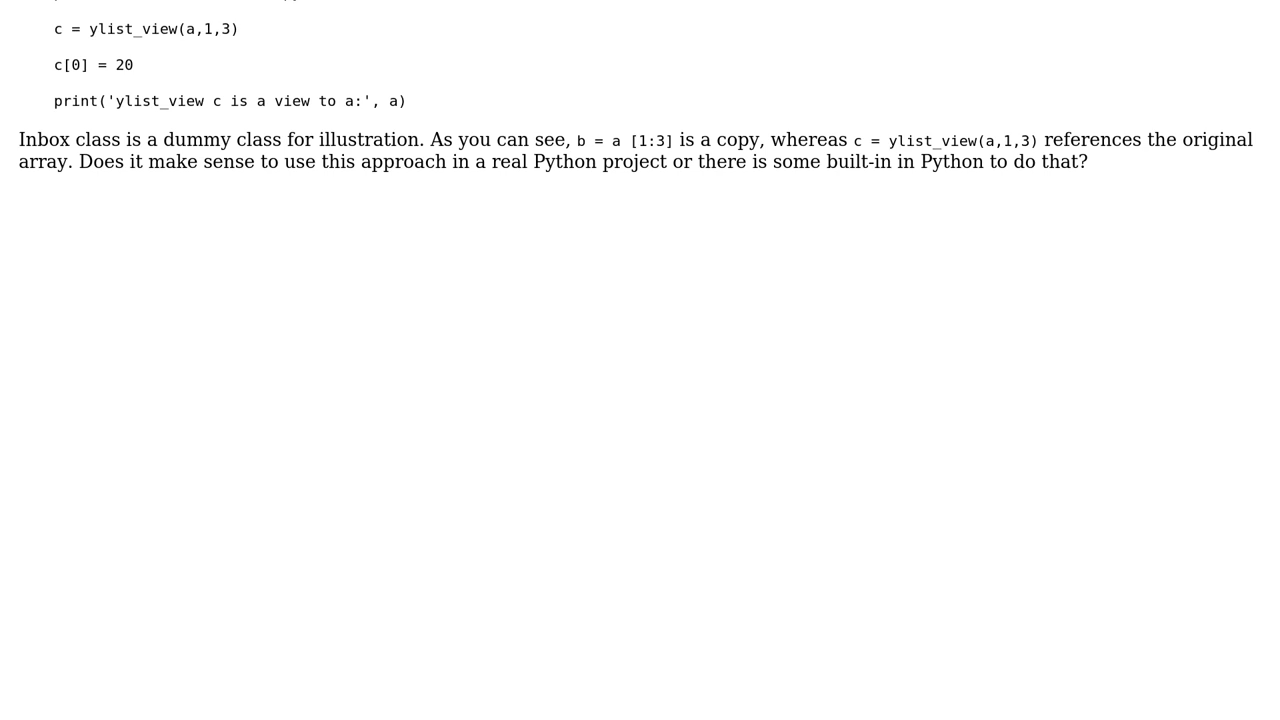 c = ylist_view(a,1,3)
c[0] = 20
print('ylist_view c is a view to a:', a)
Inbox class is a dummy class for illustration. As you can see, b = a [1:3] is a copy, whereas c = ylist_view(a,1,3) references the original
array. Does it make sense to use this approach in a real Python project or there is some built-in in Python to do that?